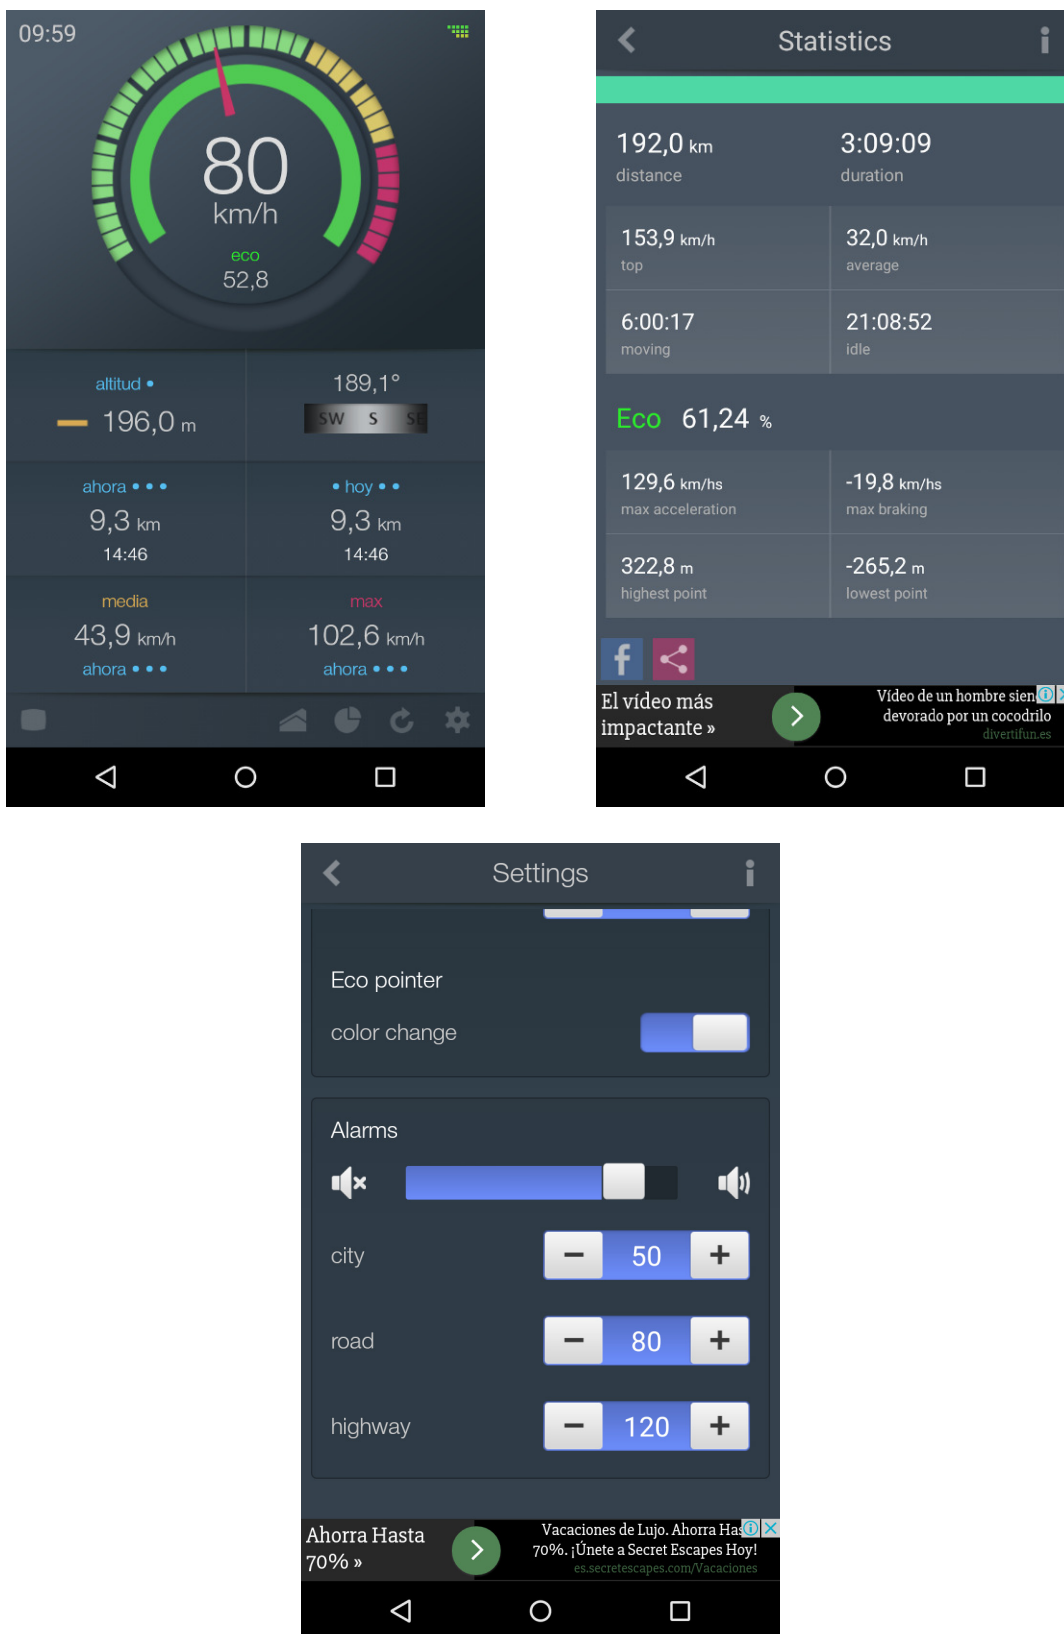 09:59
80
km/h
eco
52,8
altitud
189,1°
196,0 m
SW S SE
ahora
hoy
9,3 km
9,3 km
14:46
14:46
media
max
43,9 km/h
102,6 km/h
ahora
ahora
Statistics
192,0 km
3:09:09
distance
duration
153,9 km/h
32,0 km/h
top
average
6:00:17
21:08:52
moving
idle
Eco 61,24 %
129,6 km/hs
-19,8 km/hs
max acceleration
max braking
322,8 m
-265,2 m
highest point
lowest point
El vídeo más
impactante »
Vídeo de un hombre sien
devorado por un cocodrilo
divertifun.es
Settings
Eco pointer
color change
Alarms
city
− 50 +
road
− 80 +
highway
− 120 +
Ahorra Hasta
70% »
Vacaciones de Lujo. Ahorra Has
70%. ¡Únete a Secret Escapes Hoy!
es.secretescapes.com/Vacaciones